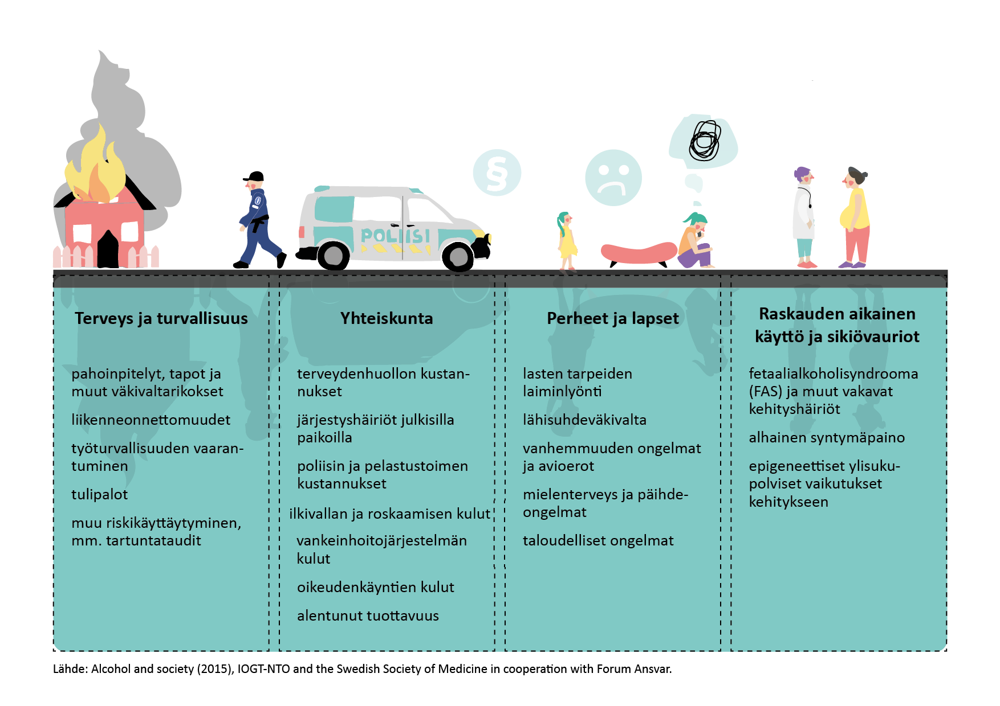 POLIISI
§
Terveys ja turvallisuus
pahoinpitelyt, tapot ja
muut väkivaltarikokset
liikenneonnettomuudet
työturvallisuuden vaaran-
tuminen
tulipalot
muu riskikäyttäytyminen,
mm. tartuntataudit
Yhteiskunta
terveydenhuollon kustan-
nukset
järjestyshäiriöt julkisilla
paikoilla
poliisin ja pelastustoimen
kustannukset
ilkivallan ja roskaamisen kulut
vankeinhoitojärjestelmän
kulut
oikeudenkäyntien kulut
alentunut tuottavuus
Perheet ja lapset
lasten tarpeiden
laiminlyönti
lähisuhdeväkivalta
vanhemmuuden ongelmat
ja avioerot
mielenterveys ja päihde-
ongelmat
taloudelliset ongelmat
Raskauden aikainen
käyttö ja sikiövauriot
fetaalialkoholisyndrooma
(FAS) ja muut vakavat
kehityshäiriöt
alhainen syntymäpaino
epigeneettiset ylisuku-
polviset vaikutukset
kehitykseen
Lähde: Alcohol and society (2015), IOGT-NTO and the Swedish Society of Medicine in cooperation with Forum Ansvar.